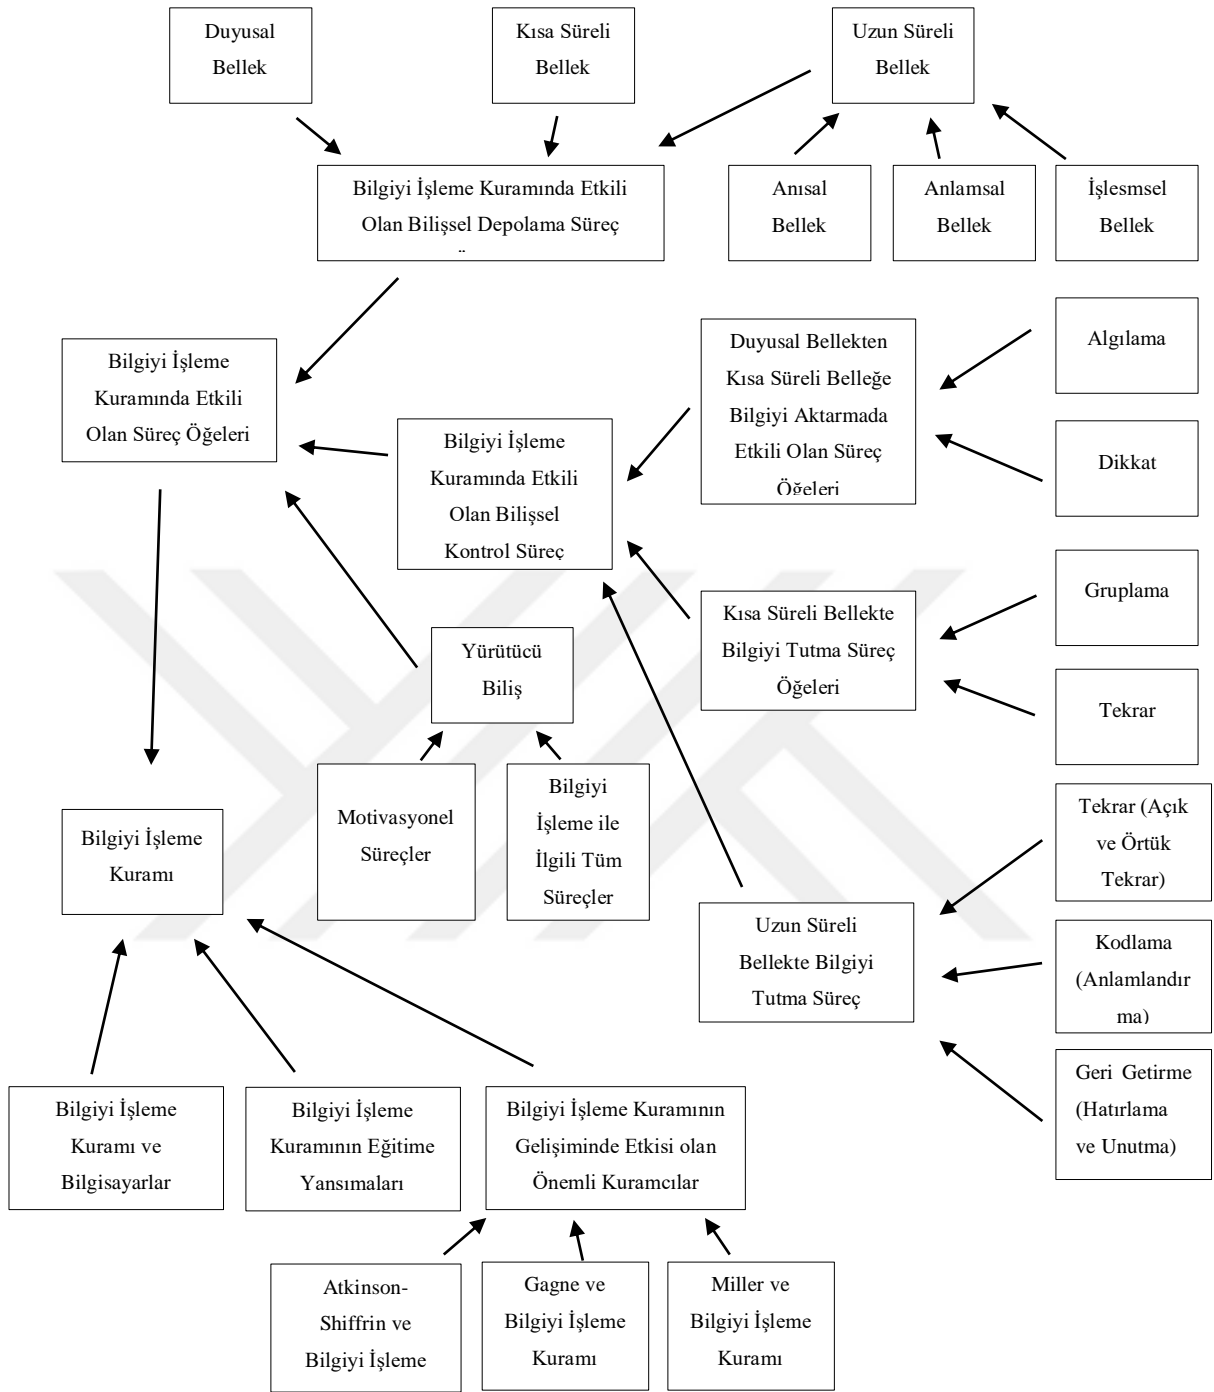 Duyusal
Bellek
Kısa Süreli
Bellek
Uzun Süreli
Bellek
Bilgiyi İşleme Kuramında Etkili
Olan Bilişsel Depolama Süreç
Anısal
Bellek
Anlamsal
Bellek
İşlesmsel
Bellek
Bilgiyi İşleme
Kuramında Etkili
Olan Süreç Öğeleri
Duyusal Bellekten
Kısa Süreli Belleğe
Bilgiyi Aktarmada
Etkili Olan Süreç
Öğeleri
Algılama
Dikkat
Bilgiyi İşleme
Kuramında Etkili
Olan Bilişsel
Kontrol Süreç
Kısa Süreli Bellekte
Bilgiyi Tutma Süreç
Öğeleri
Gruplama
Tekrar
Yürütücü
Biliş
Motivasyonel
Süreçler
Bilgiyi
İşleme ile
İlgili Tüm
Süreçler
Bilgiyi İşleme
Kuramı
Uzun Süreli
Bellekte Bilgiyi
Tutma Süreç
Tekrar (Açık
ve Örtük
Tekrar)
Kodlama
(Anlamlandır
ma)
Geri Getirme
(Hatırlama
ve Unutma)
Bilgiyi İşleme
Kuramı ve
Bilgisayarlar
Bilgiyi İşleme
Kuramının Eğitime
Yansımaları
Bilgiyi İşleme Kuramının
Gelişiminde Etkisi olan
Önemli Kuramcılar
Atkinson-
Shiffrin ve
Bilgiyi İşleme
Gagne ve
Bilgiyi İşleme
Kuramı
Miller ve
Bilgiyi İşleme
Kuramı